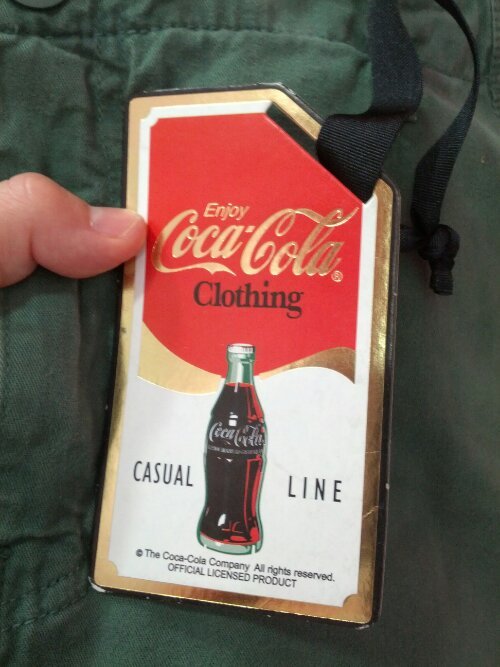 Enjoy
Coca-Cola®
Clothing
Coca-Cola
CASUAL LINE
© The Coca-Cola Company All rights reserved.
OFFICIAL LICENSED PRODUCT